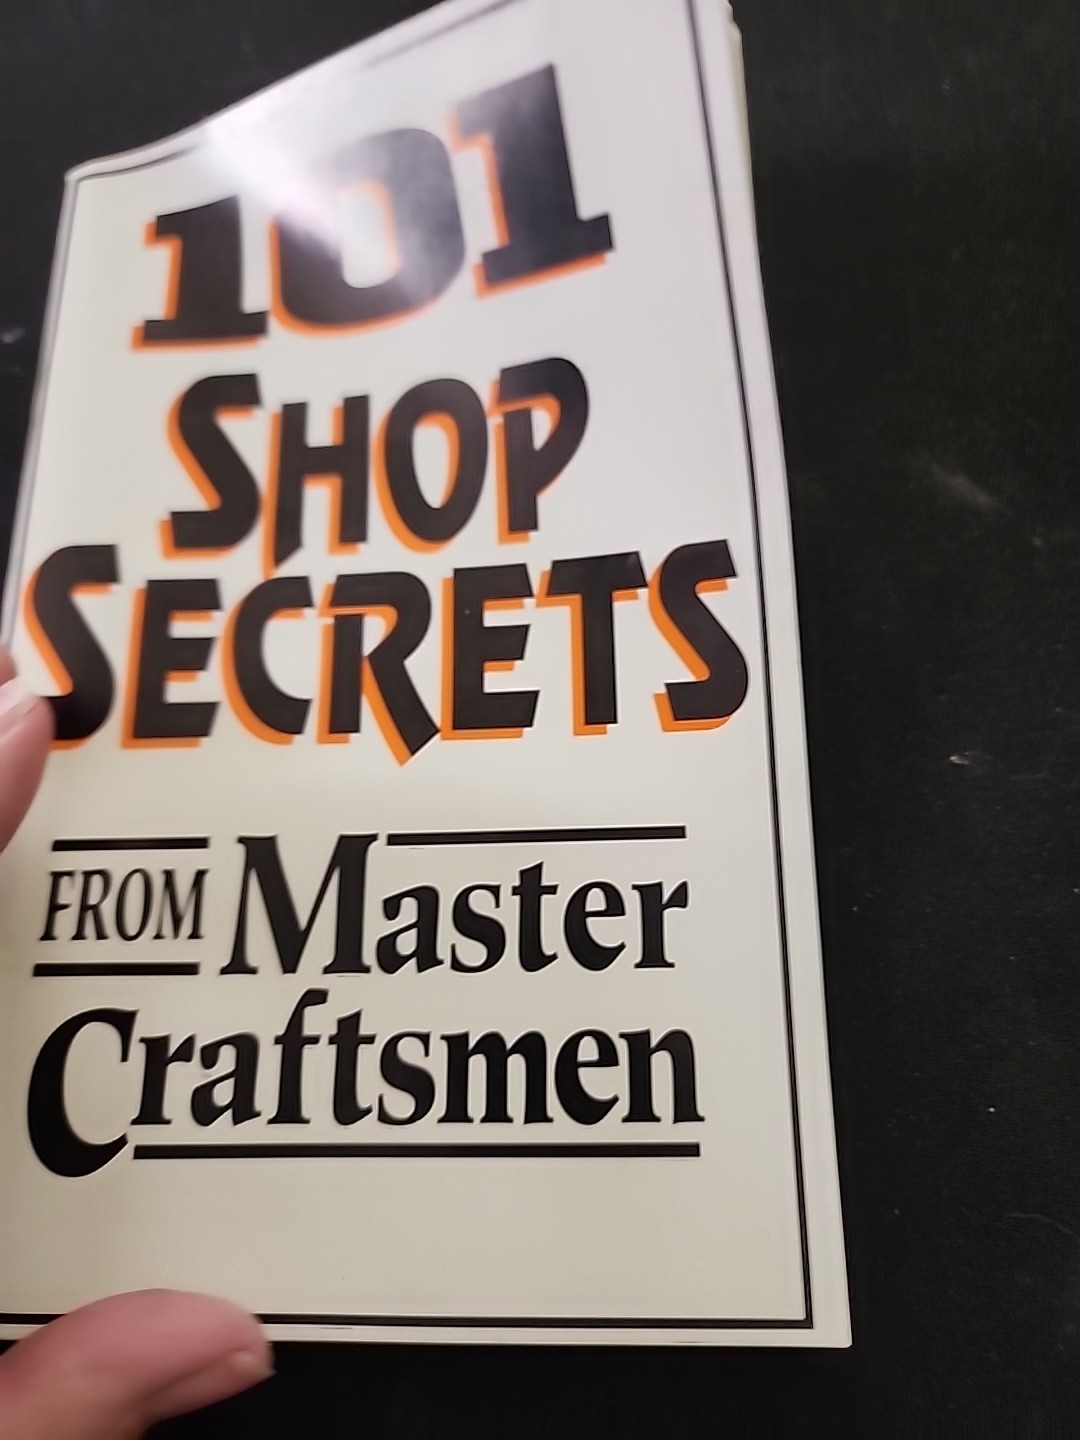 101
SHOP
SECRETS
FROM Master
Craftsmen